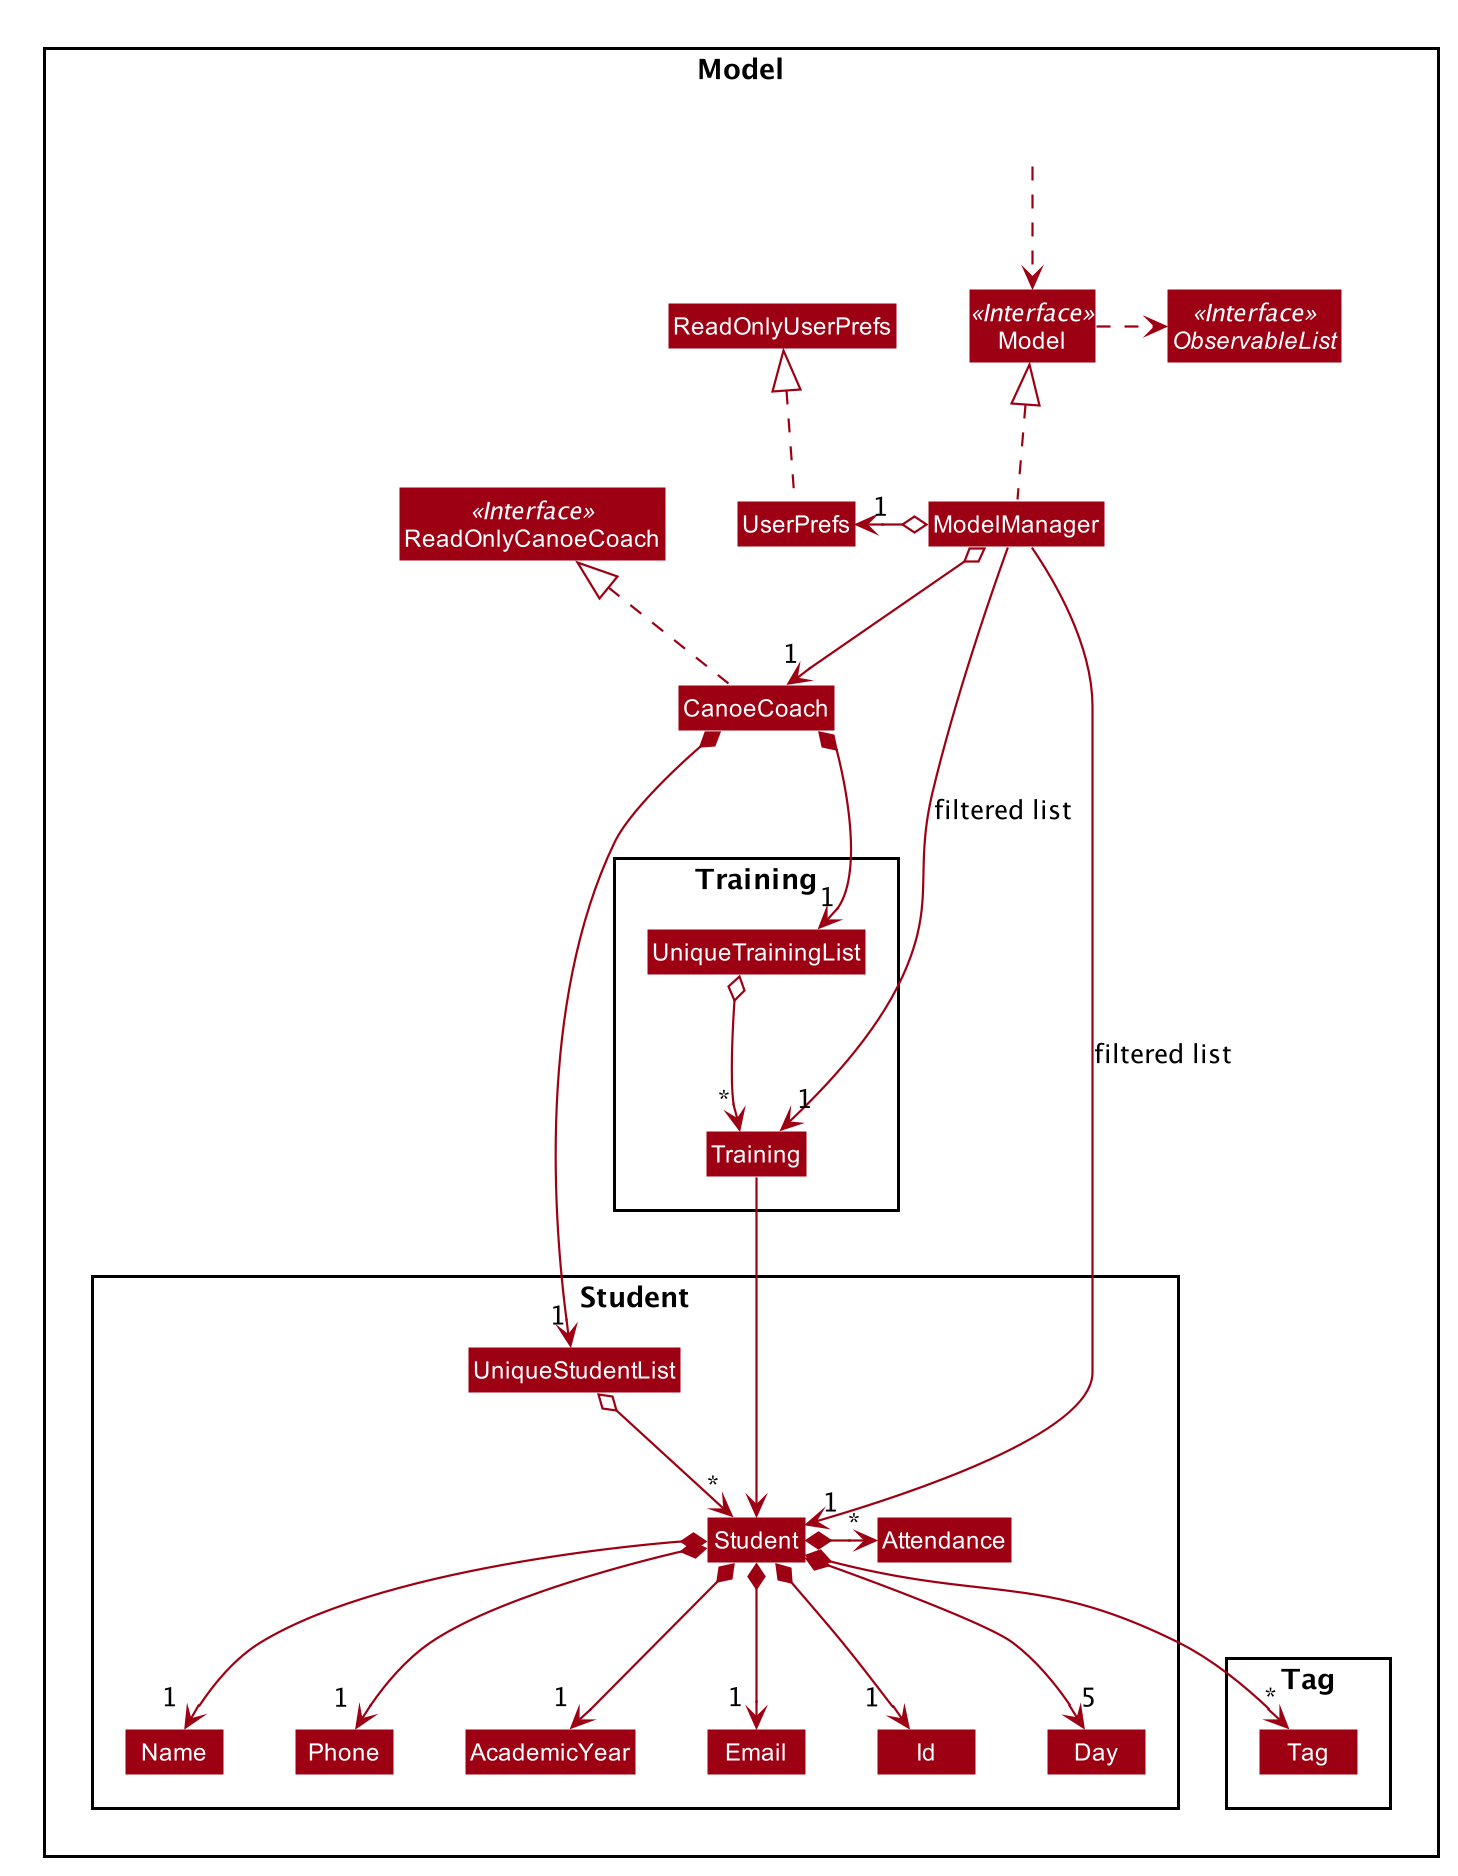 Model
«Interface»
Model
«Interface»
ObservableList
ReadOnlyUserPrefs
«Interface»
ReadOnlyCanoeCoach
UserPrefs
1
ModelManager
1
CanoeCoach
filtered list
Training
1
UniqueTrainingList
filtered list
*
1
Training
Student
1
UniqueStudentList
*
1
*
Student
Attendance
1
1
1
1
1
5
*
Tag
Name
Phone
AcademicYear
Email
Id
Day
Tag